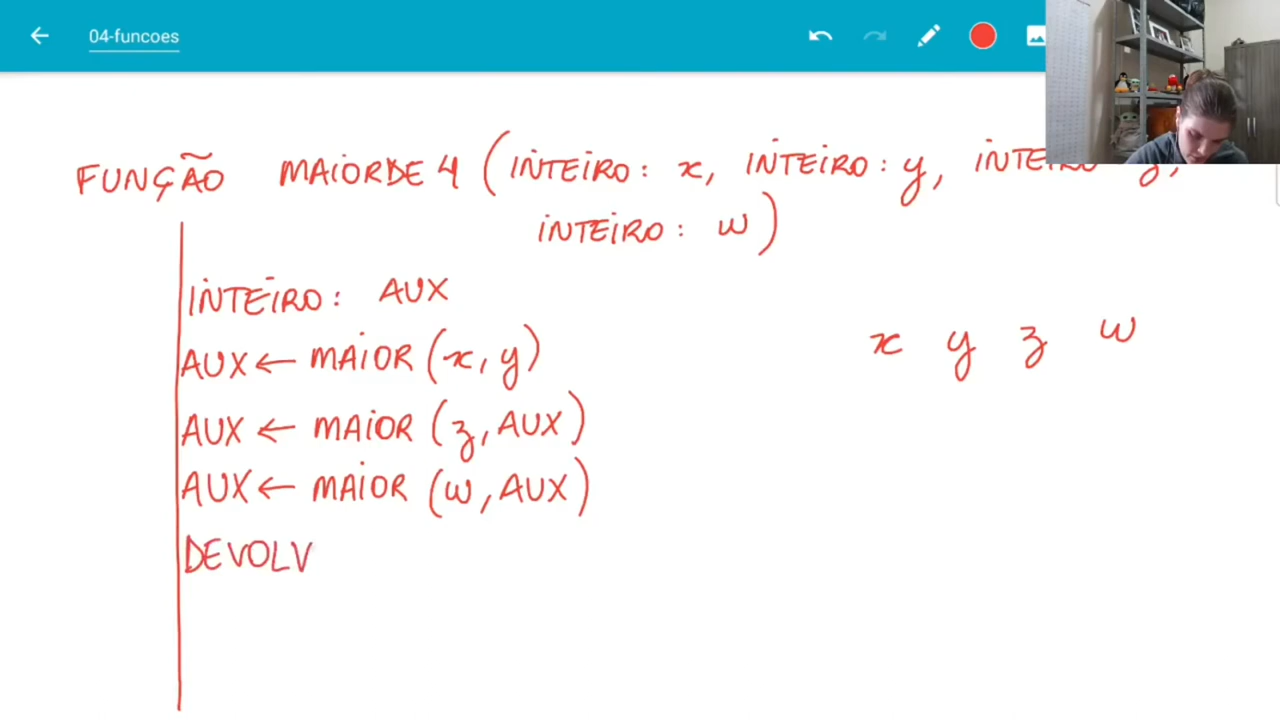 04-funcoes
FUNÇÃO MAIORDE4 (INTEIRO: x, INTEIRO: y,
INTEIRO: w)
INTEIRO: AUX
AUX ← MAIOR (x, y)
x y z w
AUX ← MAIOR (z, AUX)
AUX ← MAIOR (w, AUX)
DEVOLV